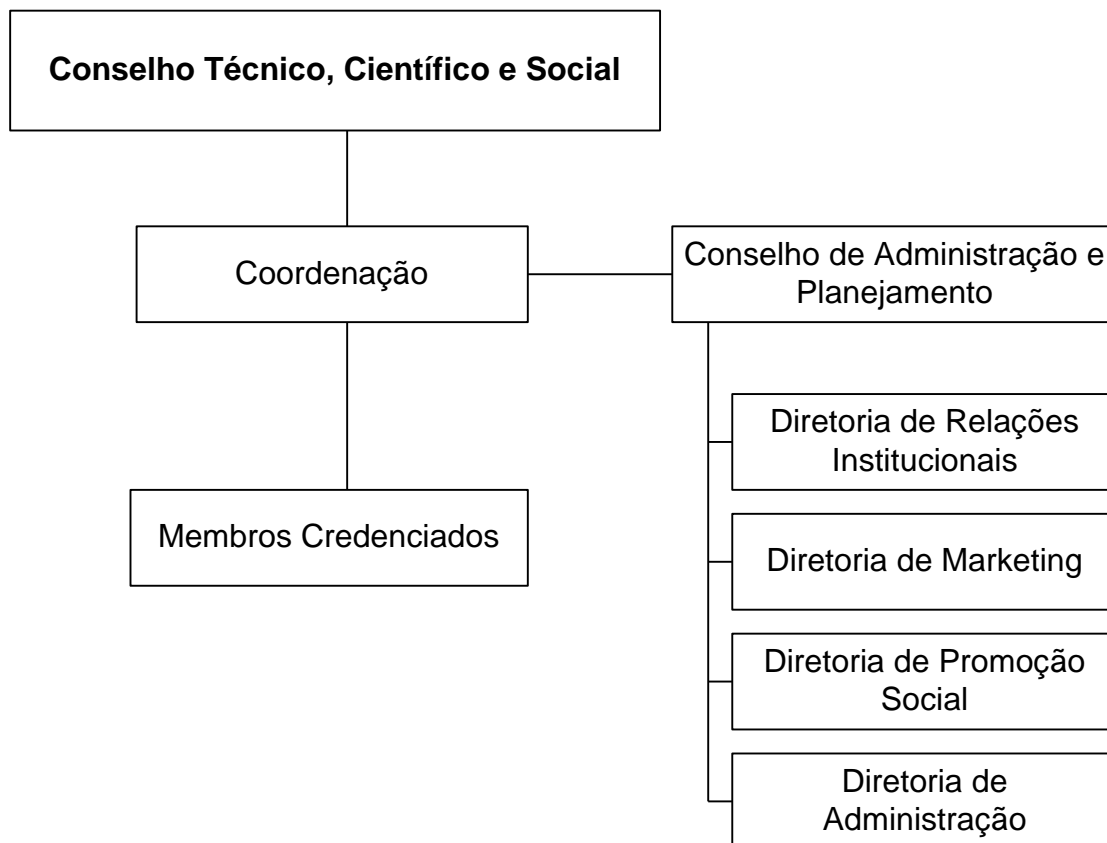 Conselho Técnico, Científico e Social
Coordenação
Conselho de Administração e
Planejamento
Diretoria de Relações
Institucionais
Membros Credenciados
Diretoria de Marketing
Diretoria de Promoção
Social
Diretoria de
Administração